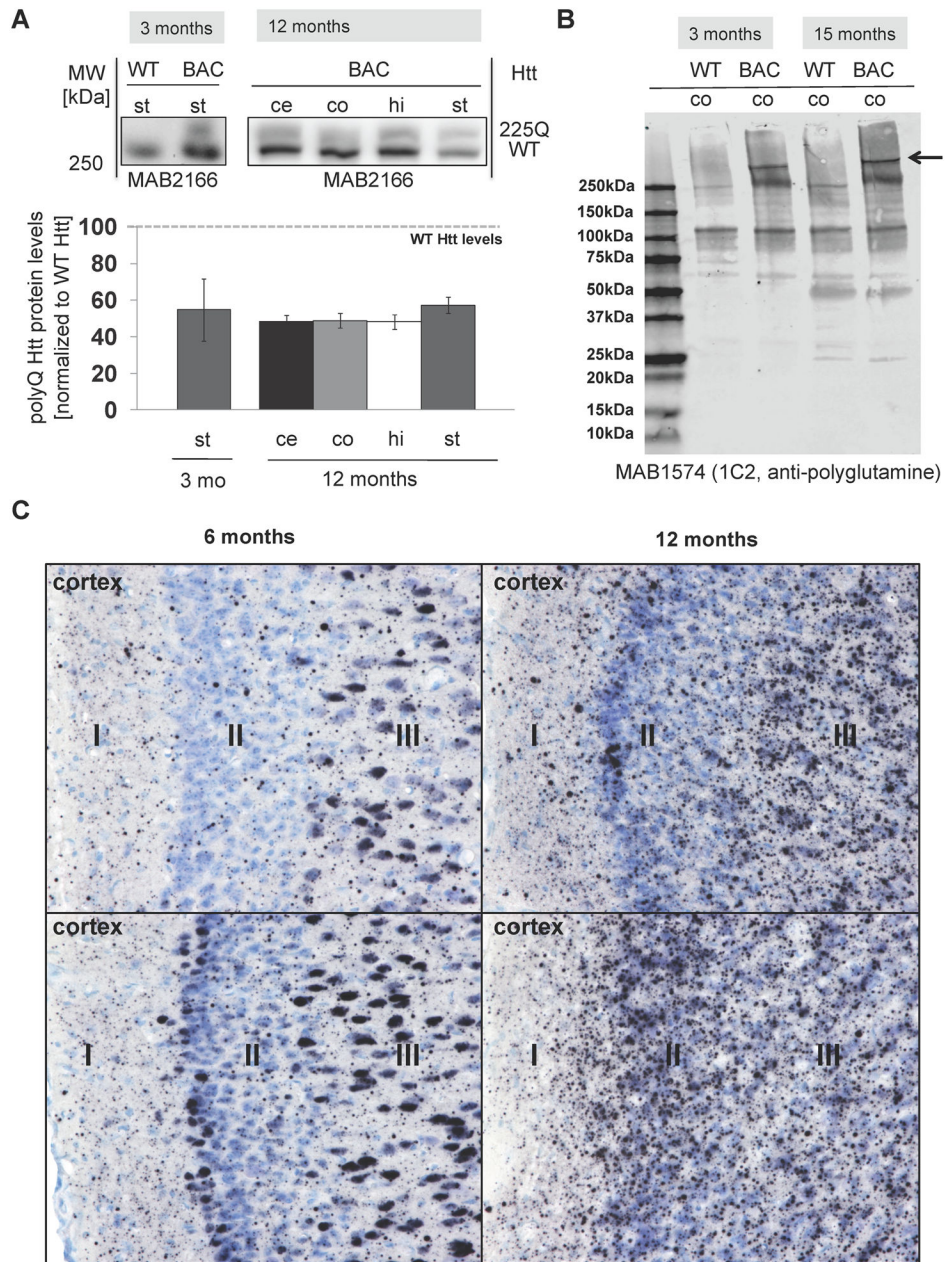 A
3 months
12 months
MW
[kDa]
WT BAC
BAC
Htt
st st
ce co hi st
225Q
WT
250
MAB2166
MAB2166
polyQ Htt protein levels
[normalized to WT Htt]
100
80
60
40
20
0
WT Htt levels
st
ce co hi st
3 mo
12 months
B
3 months
15 months
WT BAC WT BAC
co co co co
250kDa
150kDa
100kDa
75kDa
50kDa
37kDa
25kDa
20kDa
15kDa
10kDa
MAB1574 (1C2, anti-polyglutamine)
C
6 months
12 months
cortex
I
II
III
cortex
I
II
III
cortex
I
II
III
cortex
I
II
III